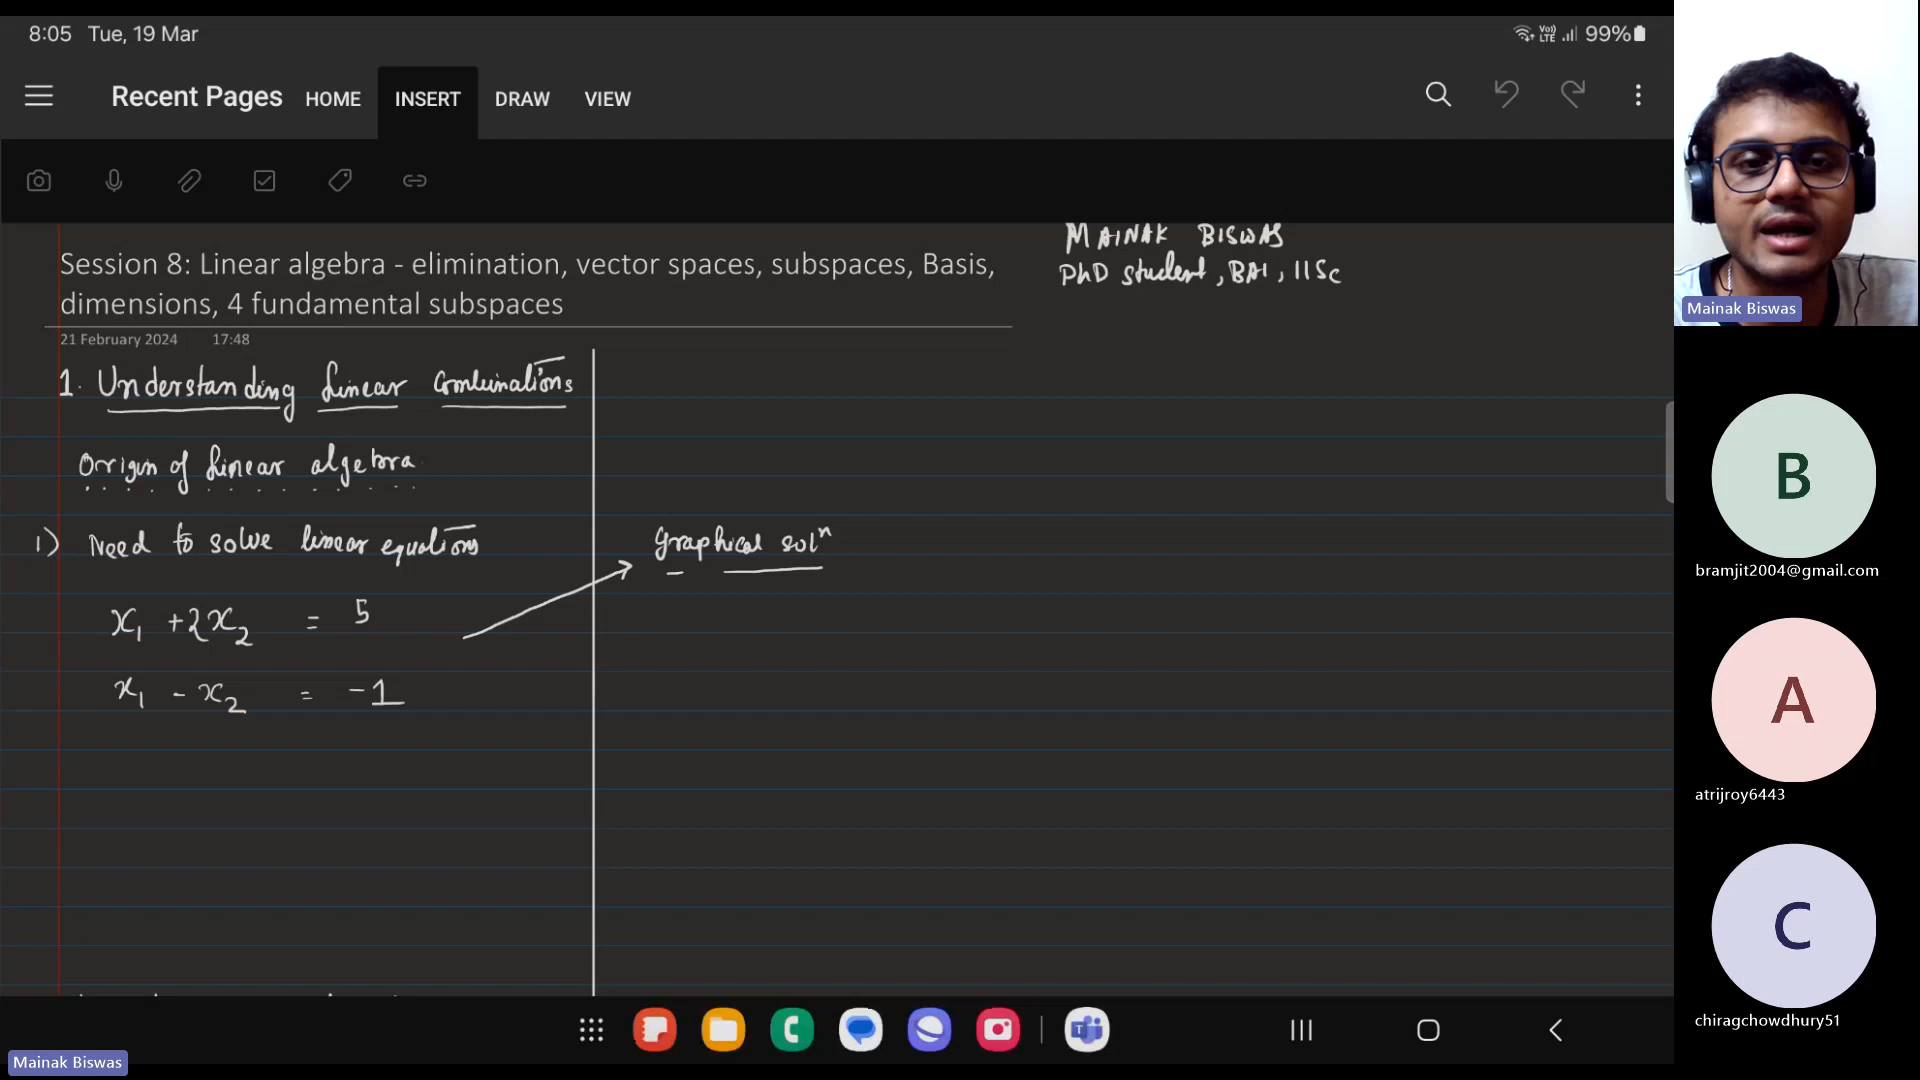 8:05 Tue, 19 Mar
Vo)) LTE 99%
Recent Pages HOME INSERT DRAW VIEW
MAINAK BISWAS
PhD student, BAI, IISc
Session 8: Linear algebra - elimination, vector spaces, subspaces, Basis,
dimensions, 4 fundamental subspaces
21 February 2024 17:48
1. Understanding linear Combinations
Origin of linear algebra
1) Need to solve linear equations
Graphical solⁿ
x₁ + 2x₂ = 5
x₁ - x₂ = -1
Mainak Biswas
Mainak Biswas
B
bramjit2004@gmail.com
A
atrijroy6443
C
chiragchowdhury51